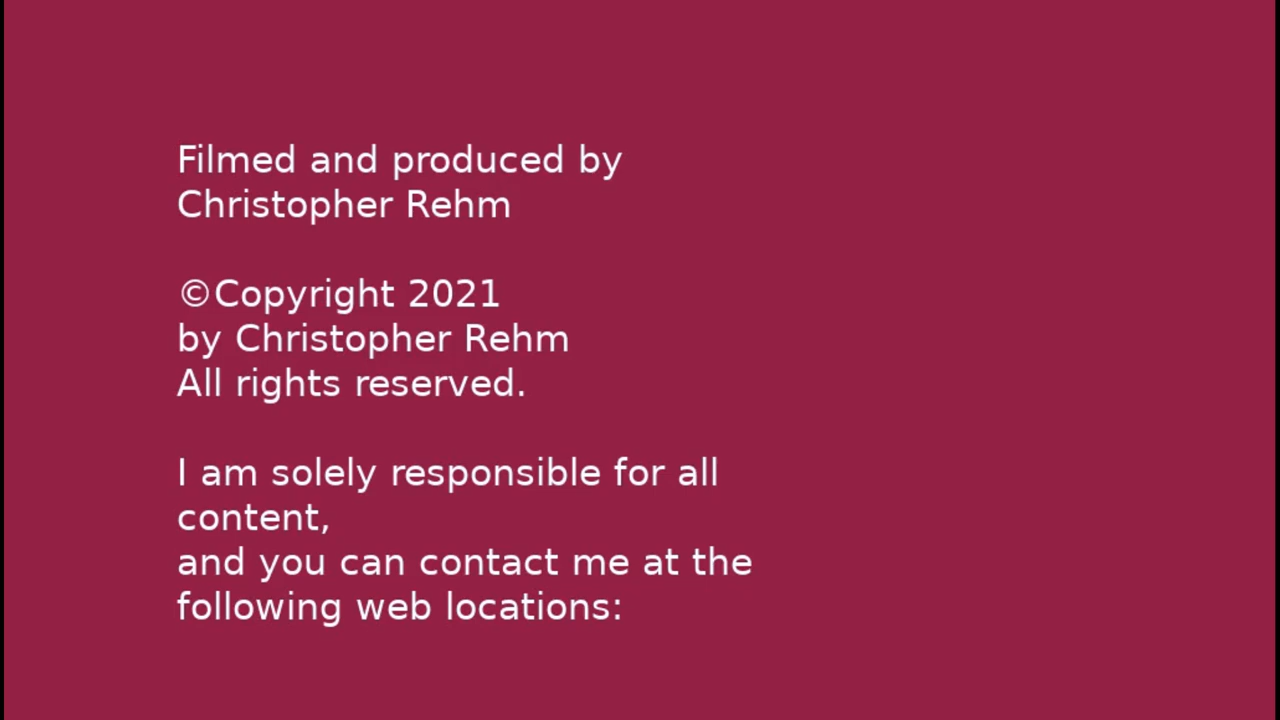 Filmed and produced by
Christopher Rehm
©Copyright 2021
by Christopher Rehm
All rights reserved.
I am solely responsible for all
content,
and you can contact me at the
following web locations: